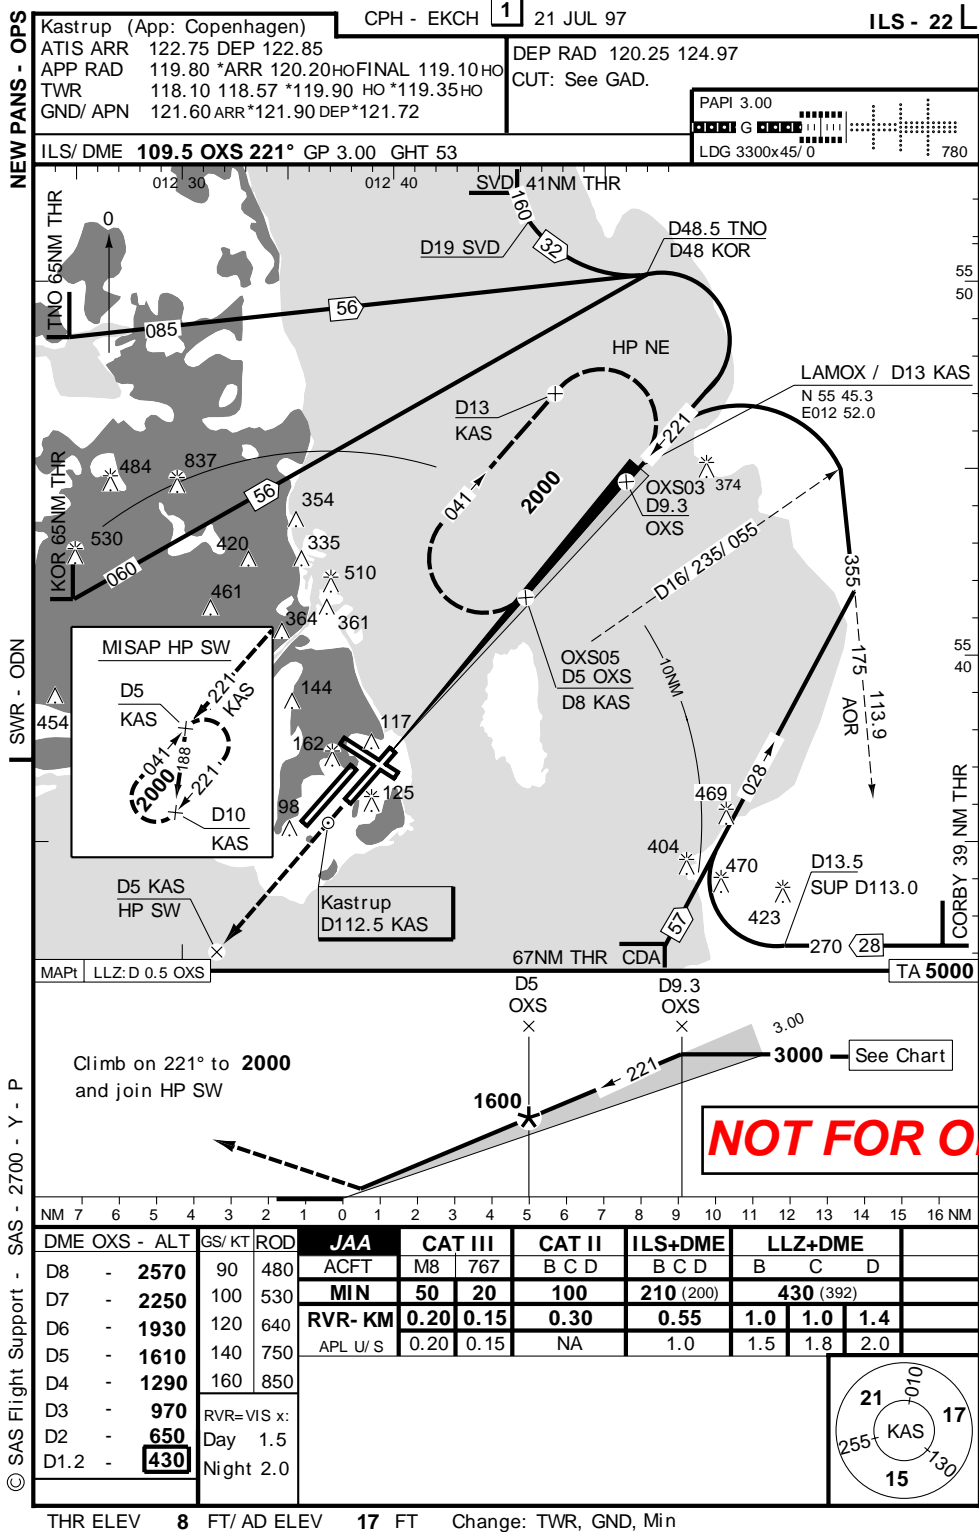 NEW PANS - OPS
CPH - EKCH 1 21 JUL 97
ILS - 22 L
Kastrup (App: Copenhagen)
ATIS ARR 122.75 DEP 122.85
APP RAD 119.80 *ARR 120.20HO FINAL 119.10HO
TWR 118.10 118.57 *119.90 HO *119.35HO
GND/ APN 121.60 ARR *121.90 DEP *121.72
DEP RAD 120.25 124.97
CUT: See GAD.
PAPI 3.00
G
LDG 3300x45/ 0 780
ILS/ DME 109.5 OXS 221° GP 3.00 GHT 53
012 30
012 40
SVD 41NM THR
160
32
D19 SVD
D48.5 TNO
D48 KOR
TNO 65NM THR
0
55
50
085
56
HP NE
LAMOX / D13 KAS
N 55 45.3
E012 52.0
D13
KAS
221
484
837
KOR 65NM THR
56
041
2000
OXS03
D9.3
OXS
374
354
530
420
335
510
060
461
364
361
D16/ 235/ 055
355
MISAP HP SW
D5
KAS
221
KAS
041
188
2000
221
D10
KAS
SWR - ODN
454
144
117
162
98
125
OXS05
D5 OXS
D8 KAS
10NM
55
40
175
113.9
AOR
028
469
404
470
423
D13.5
SUP D113.0
CORBY 39 NM THR
D5 KAS
HP SW
Kastrup
D112.5 KAS
57
270
28
67NM THR CDA
MAPt LLZ: D 0.5 OXS
TA 5000
D5
OXS
D9.3
OXS
3.00
3000
See Chart
221
1600
Climb on 221° to 2000
and join HP SW
NOT FOR O
NM 7 6 5 4 3 2 1 0 1 2 3 4 5 6 7 8 9 10 11 12 13 14 15 16 NM
DME OXS - ALT
D8 - 2570
D7 - 2250
D6 - 1930
D5 - 1610
D4 - 1290
D3 - 970
D2 - 650
D1.2 - 430
GS/ KT ROD
90 480
100 530
120 640
140 750
160 850
RVR=VIS x:
Day 1.5
Night 2.0
JAA CAT III CAT II ILS+DME LLZ+DME
ACFT M8 767 B C D B C D B C D
MIN 50 20 100 210 (200) 430 (392)
RVR- KM 0.20 0.15 0.30 0.55 1.0 1.0 1.4
APL U/ S 0.20 0.15 NA 1.0 1.5 1.8 2.0
21
010
17
KAS
255
130
15
© SAS Flight Support - SAS - 2700 - Y - P
THR ELEV 8 FT/ AD ELEV 17 FT Change: TWR, GND, Min